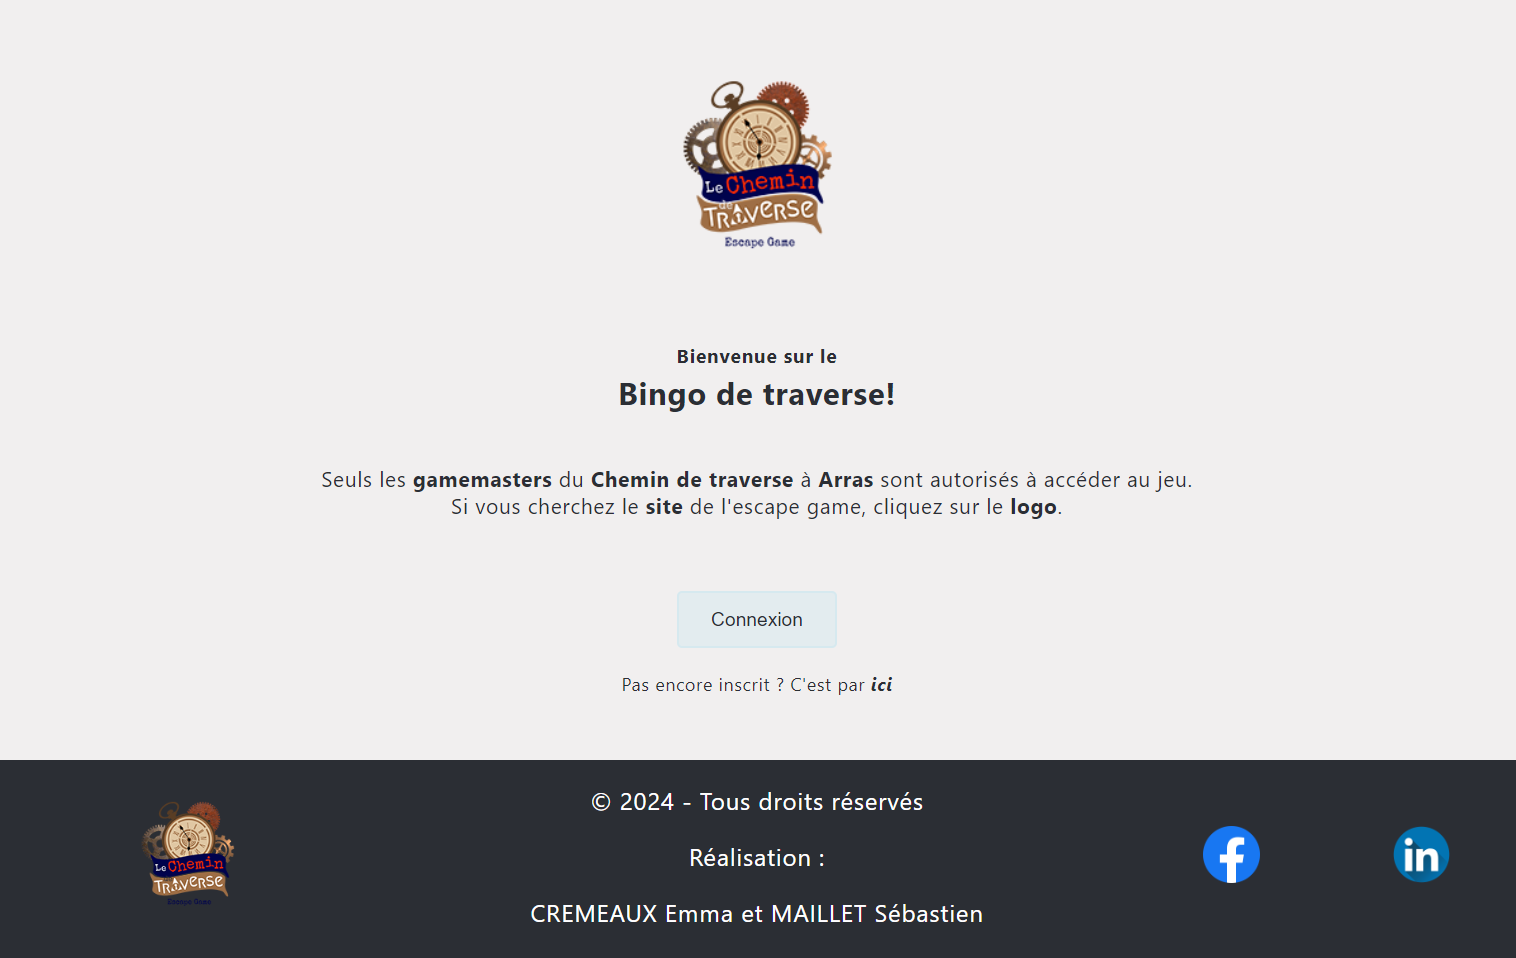 Le Chemin
de
TRAVERSE
Escape Game
Bienvenue sur le
Bingo de traverse!
Seuls les gamemasters du Chemin de traverse à Arras sont autorisés à accéder au jeu.
Si vous cherchez le site de l'escape game, cliquez sur le logo.
Connexion
Pas encore inscrit ? C'est par ici
Le Chemin
TRAVERSE
Escape Game
© 2024 - Tous droits réservés
Réalisation :
CREMEAUX Emma et MAILLET Sébastien
f
in